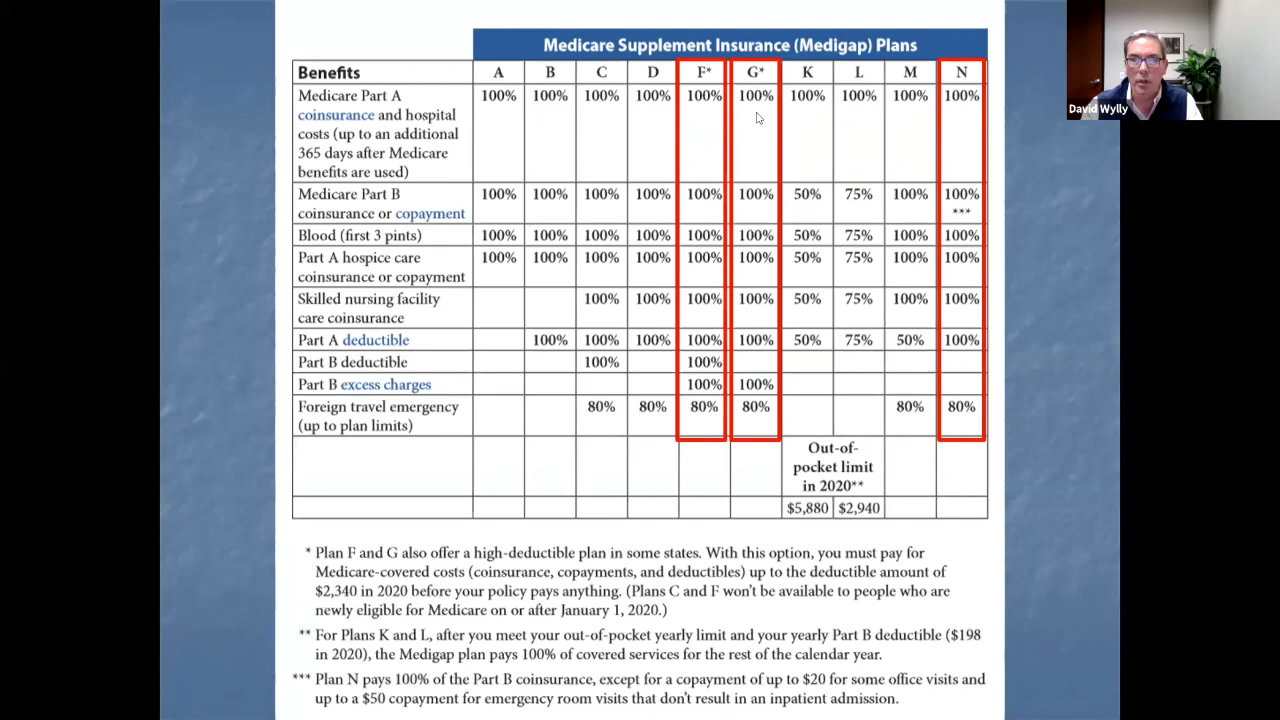 Medicare Supplement Insurance (Medigap) Plans
Benefits A B C D F* G* K L M N
Medicare Part A 100% 100% 100% 100% 100% 100% 100% 100% 100% 100%
coinsurance and hospital
costs (up to an additional
365 days after Medicare
benefits are used)
Medicare Part B 100% 100% 100% 100% 100% 100% 50% 75% 100% 100%
coinsurance or copayment ***
Blood (first 3 pints) 100% 100% 100% 100% 100% 100% 50% 75% 100% 100%
Part A hospice care 100% 100% 100% 100% 100% 100% 50% 75% 100% 100%
coinsurance or copayment
Skilled nursing facility 100% 100% 100% 100% 50% 75% 100% 100%
care coinsurance
Part A deductible 100% 100% 100% 100% 100% 50% 75% 50% 100%
Part B deductible 100% 100%
Part B excess charges 100% 100%
Foreign travel emergency 80% 80% 80% 80% 80% 80%
(up to plan limits)
Out-of-
pocket limit
in 2020**
$5,880 $2,940
* Plan F and G also offer a high-deductible plan in some states. With this option, you must pay for
Medicare-covered costs (coinsurance, copayments, and deductibles) up to the deductible amount of
$2,340 in 2020 before your policy pays anything. (Plans C and F won't be available to people who are
newly eligible for Medicare on or after January 1, 2020.)
** For Plans K and L, after you meet your out-of-pocket yearly limit and your yearly Part B deductible ($198
in 2020), the Medigap plan pays 100% of covered services for the rest of the calendar year.
*** Plan N pays 100% of the Part B coinsurance, except for a copayment of up to $20 for some office visits and
up to a $50 copayment for emergency room visits that don't result in an inpatient admission.
David Wylly